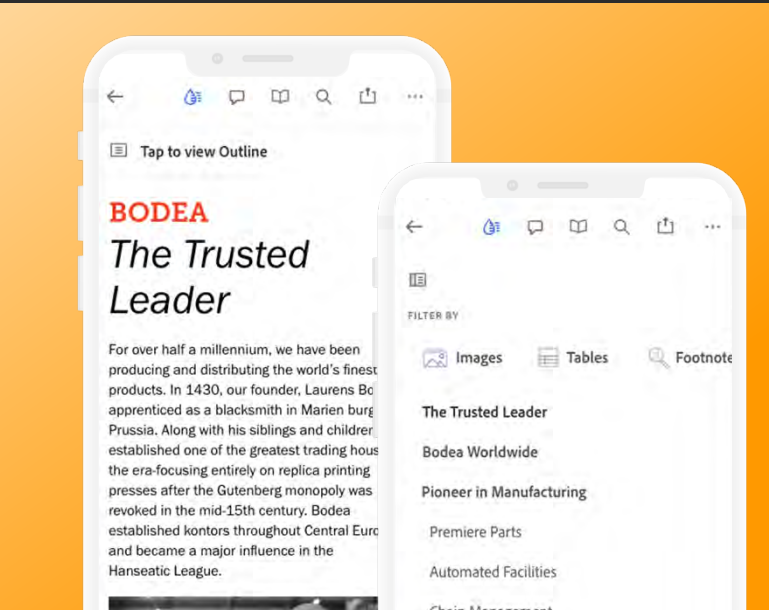 Tap to view Outline
BODEA
The Trusted
Leader
For over half a millennium, we have been
producing and distributing the world's finest
products. In 1430, our founder, Laurens Bo
apprenticed as a blacksmith in Marien burg
Prussia. Along with his siblings and children
established one of the greatest trading hous
the era-focusing entirely on replica printing
presses after the Gutenberg monopoly was
revoked in the mid-15th century. Bodea
established kontors throughout Central Euro
and became a major influence in the
Hanseatic League.
FILTER BY
Images Tables Footnote
The Trusted Leader
Bodea Worldwide
Pioneer in Manufacturing
Premiere Parts
Automated Facilities
Chain Management